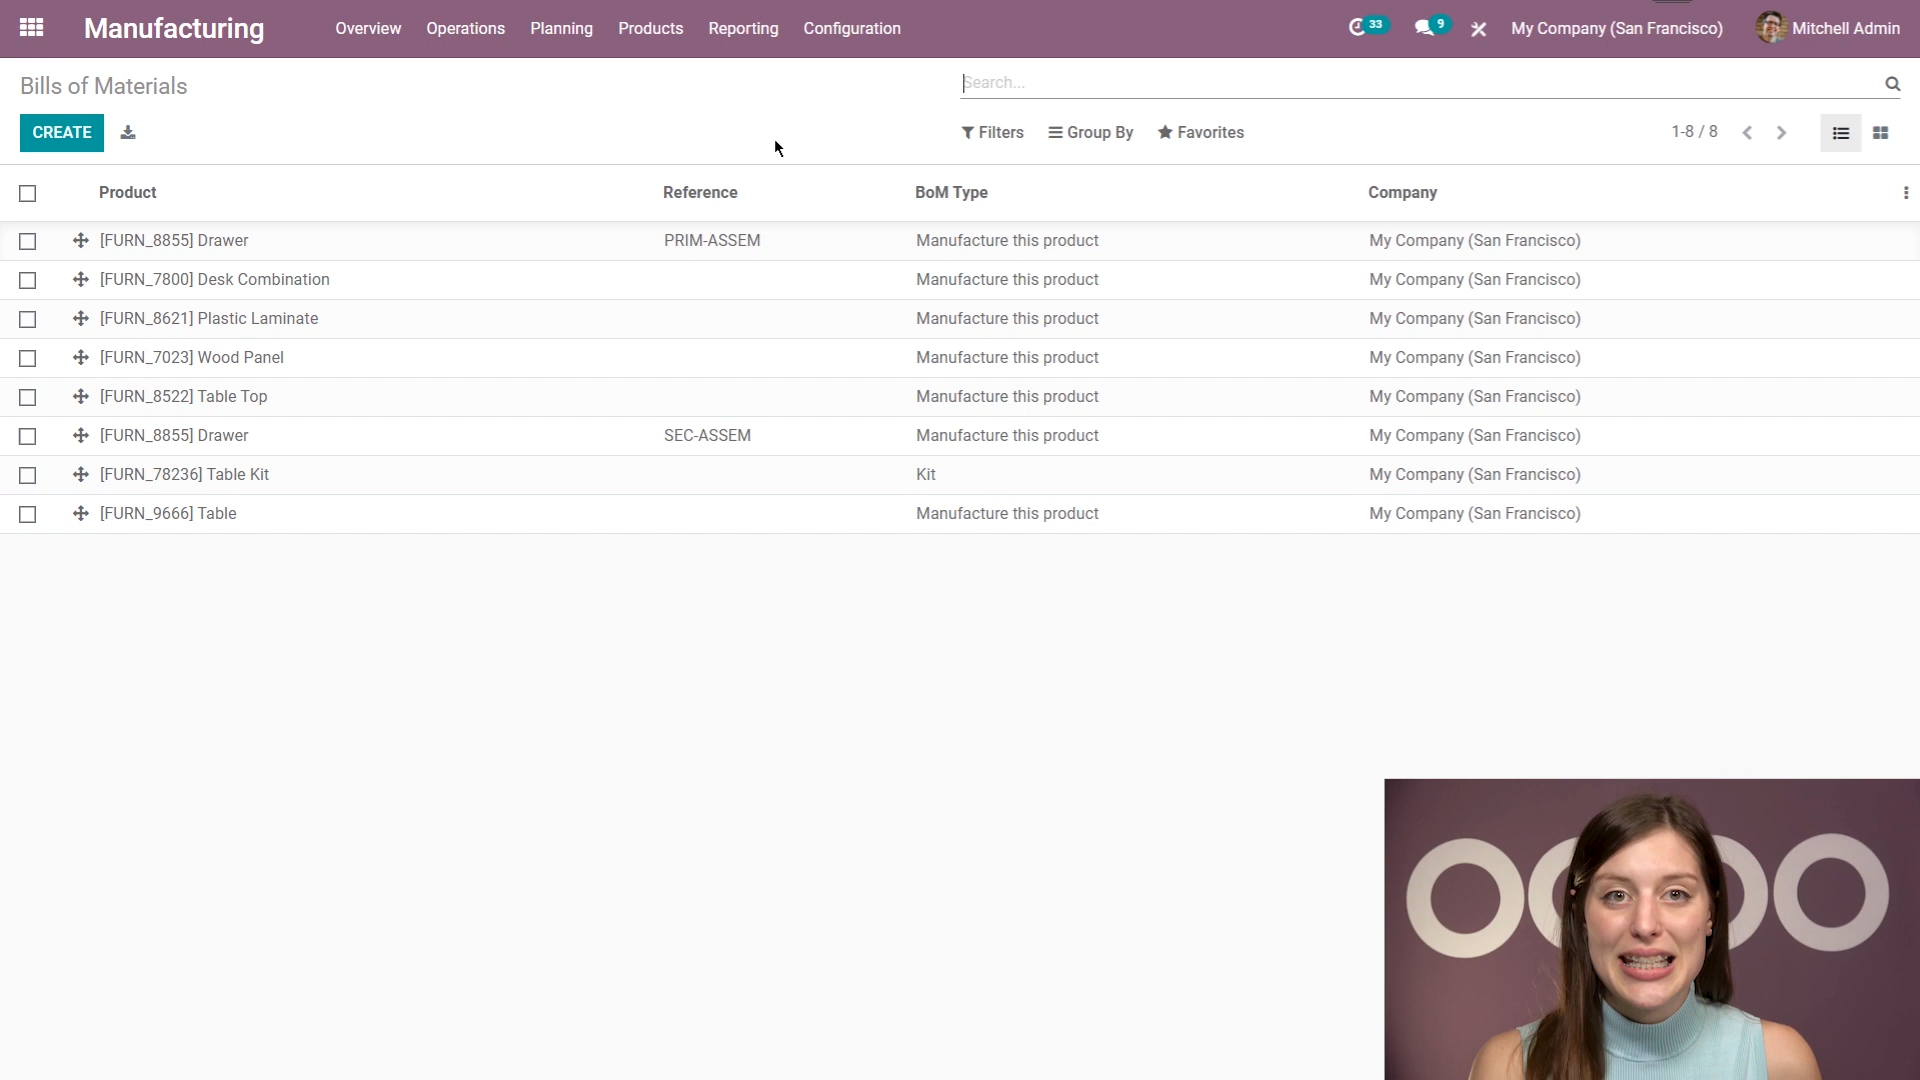 Manufacturing Overview Operations Planning Products Reporting Configuration 33 9 My Company (San Francisco) Mitchell Admin
Bills of Materials Search...
CREATE Filters Group By Favorites 1-8 / 8
Product Reference BoM Type Company
[FURN_8855] Drawer PRIM-ASSEM Manufacture this product My Company (San Francisco)
[FURN_7800] Desk Combination Manufacture this product My Company (San Francisco)
[FURN_8621] Plastic Laminate Manufacture this product My Company (San Francisco)
[FURN_7023] Wood Panel Manufacture this product My Company (San Francisco)
[FURN_8522] Table Top Manufacture this product My Company (San Francisco)
[FURN_8855] Drawer SEC-ASSEM Manufacture this product My Company (San Francisco)
[FURN_78236] Table Kit Kit My Company (San Francisco)
[FURN_9666] Table Manufacture this product My Company (San Francisco)